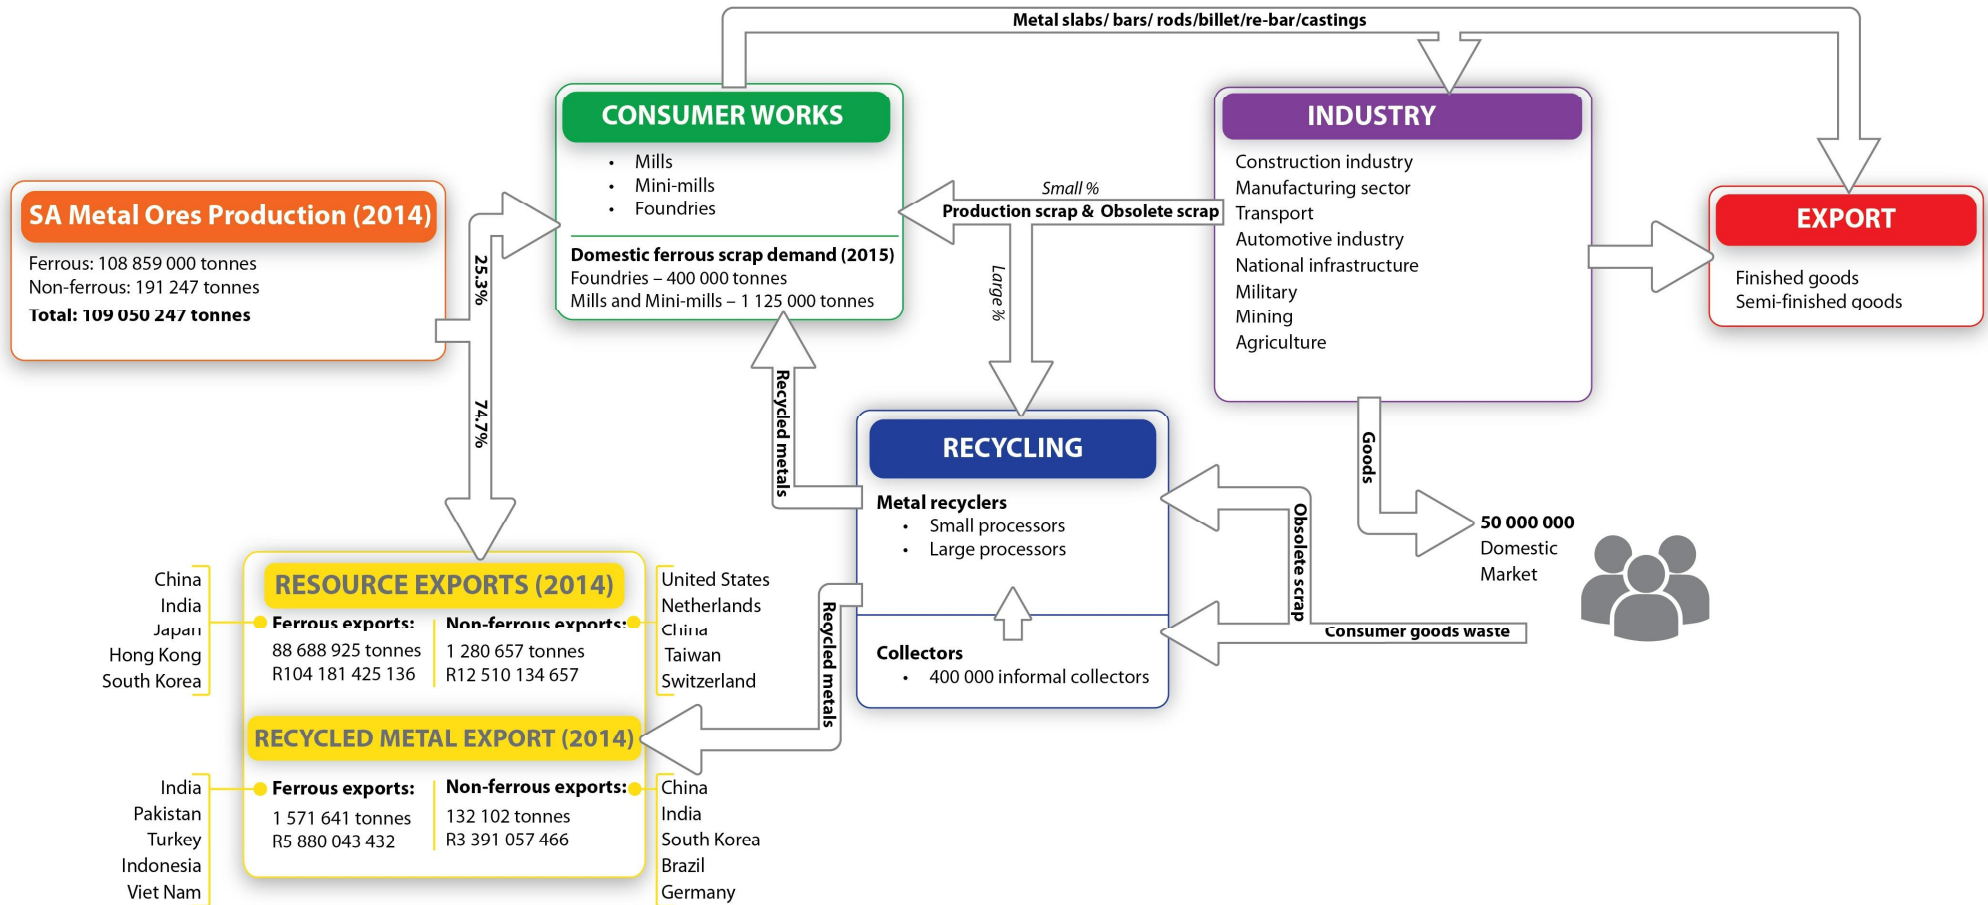 Metal slabs/ bars/ rods/billet/re-bar/castings
SA Metal Ores Production (2014)
Ferrous: 108 859 000 tonnes
Non-ferrous: 191 247 tonnes
Total: 109 050 247 tonnes
25.3%
74.7%
CONSUMER WORKS
• Mills
• Mini-mills
• Foundries
Domestic ferrous scrap demand (2015)
Foundries – 400 000 tonnes
Mills and Mini-mills – 1 125 000 tonnes
Small %
Production scrap & Obsolete scrap
Large %
INDUSTRY
Construction industry
Manufacturing sector
Transport
Automotive industry
National infrastructure
Military
Mining
Agriculture
EXPORT
Finished goods
Semi-finished goods
Recycled metals
RECYCLING
Metal recyclers
• Small processors
• Large processors
Collectors
• 400 000 informal collectors
Recycled metals
Obsolete scrap
Consumer goods waste
Goods
50 000 000
Domestic
Market
RESOURCE EXPORTS (2014)
China
India
Japan
Hong Kong
South Korea
Ferrous exports:
88 688 925 tonnes
R104 181 425 136
Non-ferrous exports:
1 280 657 tonnes
R12 510 134 657
United States
Netherlands
China
Taiwan
Switzerland
RECYCLED METAL EXPORT (2014)
India
Pakistan
Turkey
Indonesia
Viet Nam
Ferrous exports:
1 571 641 tonnes
R5 880 043 432
Non-ferrous exports:
132 102 tonnes
R3 391 057 466
China
India
South Korea
Brazil
Germany